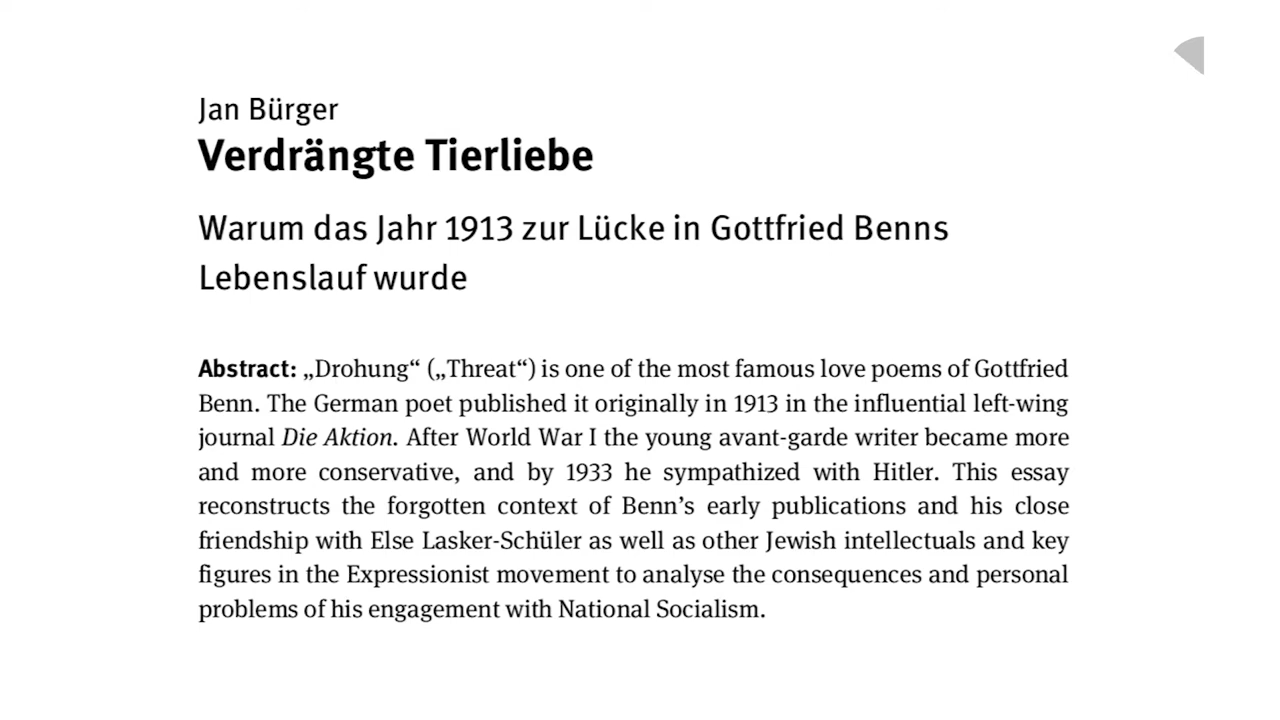 Jan Bürger
Verdrängte Tierliebe
Warum das Jahr 1913 zur Lücke in Gottfried Benns
Lebenslauf wurde
Abstract: „Drohung“ („Threat“) is one of the most famous love poems of Gottfried
Benn. The German poet published it originally in 1913 in the influential left-wing
journal Die Aktion. After World War I the young avant-garde writer became more
and more conservative, and by 1933 he sympathized with Hitler. This essay
reconstructs the forgotten context of Benn’s early publications and his close
friendship with Else Lasker-Schüler as well as other Jewish intellectuals and key
figures in the Expressionist movement to analyse the consequences and personal
problems of his engagement with National Socialism.